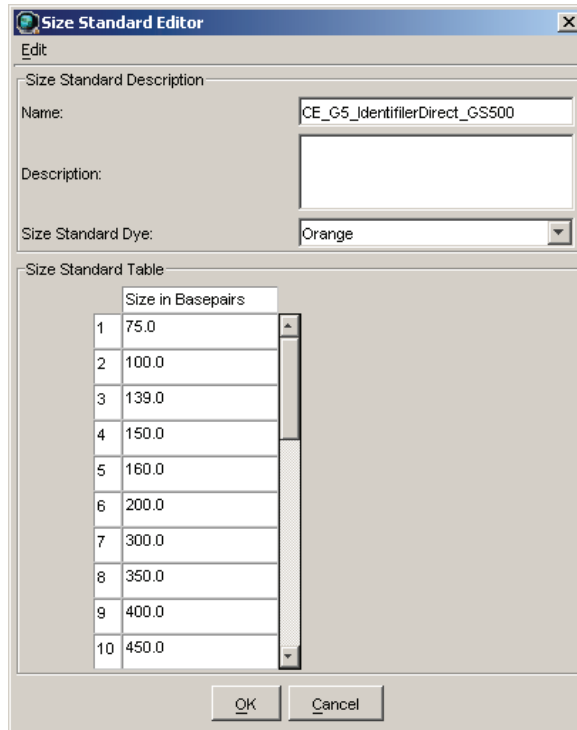 Size Standard Editor
Edit
Size Standard Description
Name: CE_G5_IdentifilerDirect_GS500
Description:
Size Standard Dye: Orange
Size Standard Table
Size in Basepairs
1 75.0
2 100.0
3 139.0
4 150.0
5 160.0
6 200.0
7 300.0
8 350.0
9 400.0
10 450.0
OK Cancel